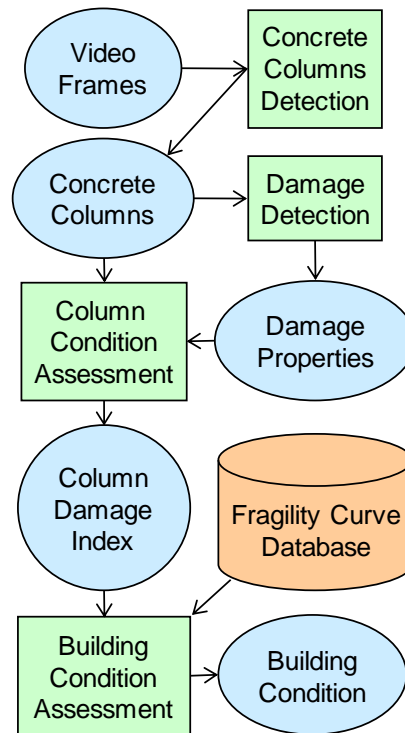 Video
Frames
Concrete
Columns
Detection
Concrete
Columns
Damage
Detection
Column
Condition
Assessment
Damage
Properties
Column
Damage
Index
Fragility Curve
Database
Building
Condition
Assessment
Building
Condition